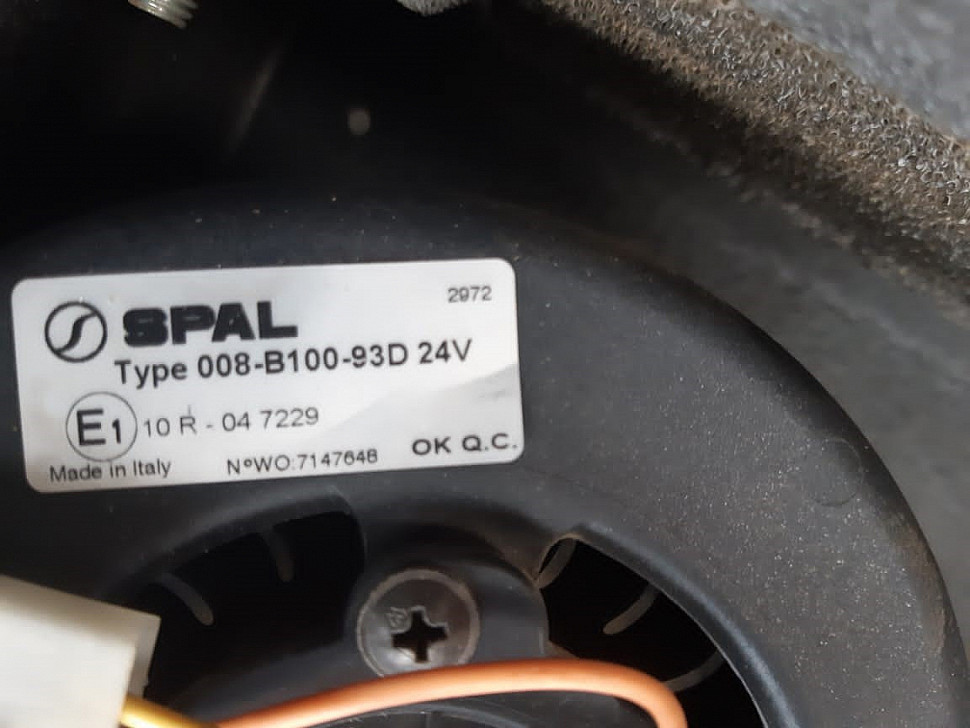 2972
SPAL
Type 008-B100-93D 24V
E1 10 R - 04 7229
Made in Italy N°WO:7147648 OK Q.C.